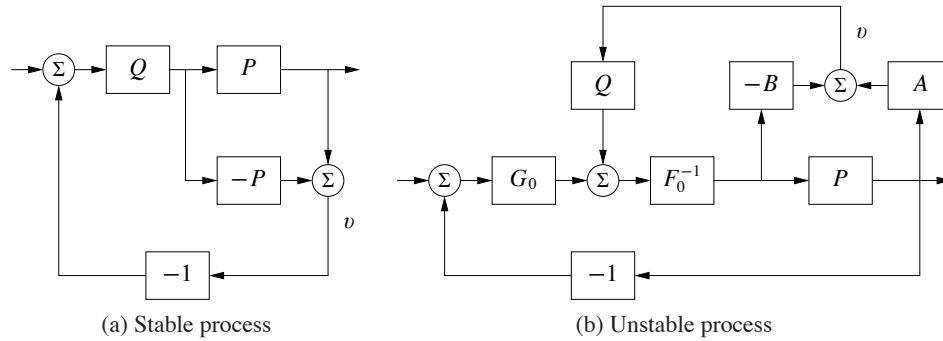 υ
Σ Q P
Q −B Σ A
−P Σ
Σ G₀ Σ F₀⁻¹ P
υ
−1 −1
(a) Stable process
(b) Unstable process